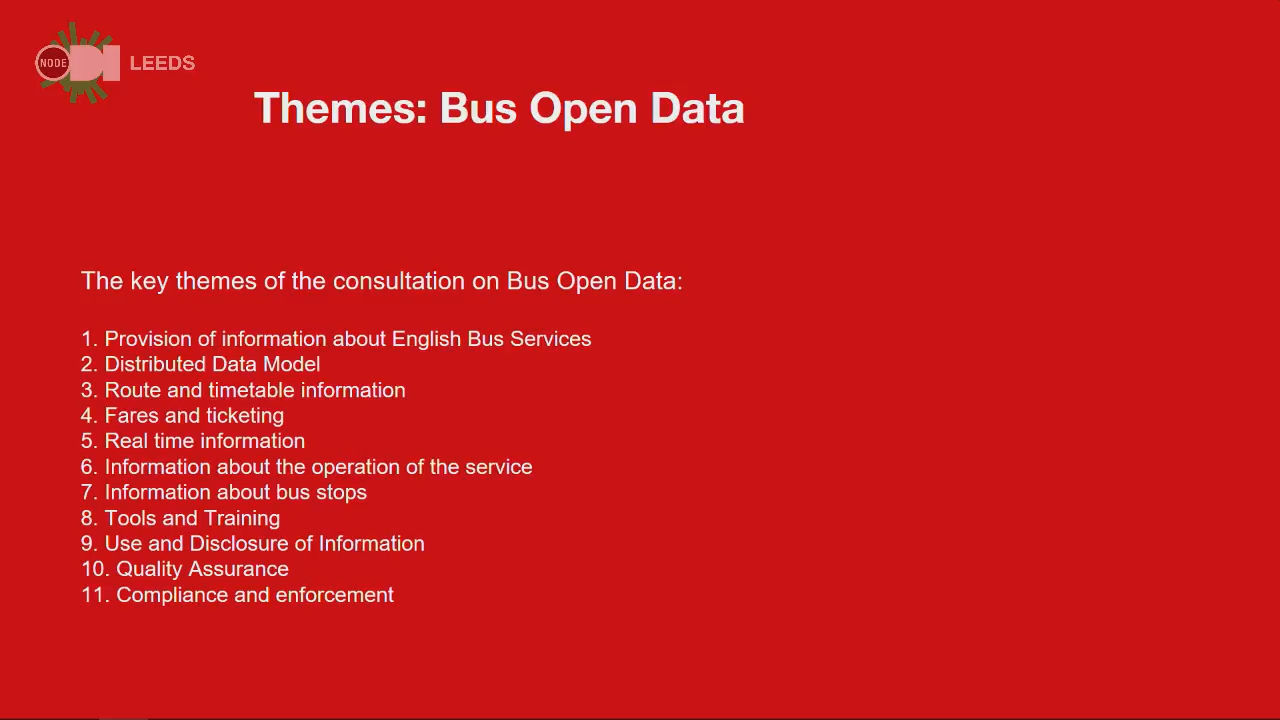 NODE
LEEDS
Themes: Bus Open Data
The key themes of the consultation on Bus Open Data:
1. Provision of information about English Bus Services
2. Distributed Data Model
3. Route and timetable information
4. Fares and ticketing
5. Real time information
6. Information about the operation of the service
7. Information about bus stops
8. Tools and Training
9. Use and Disclosure of Information
10. Quality Assurance
11. Compliance and enforcement